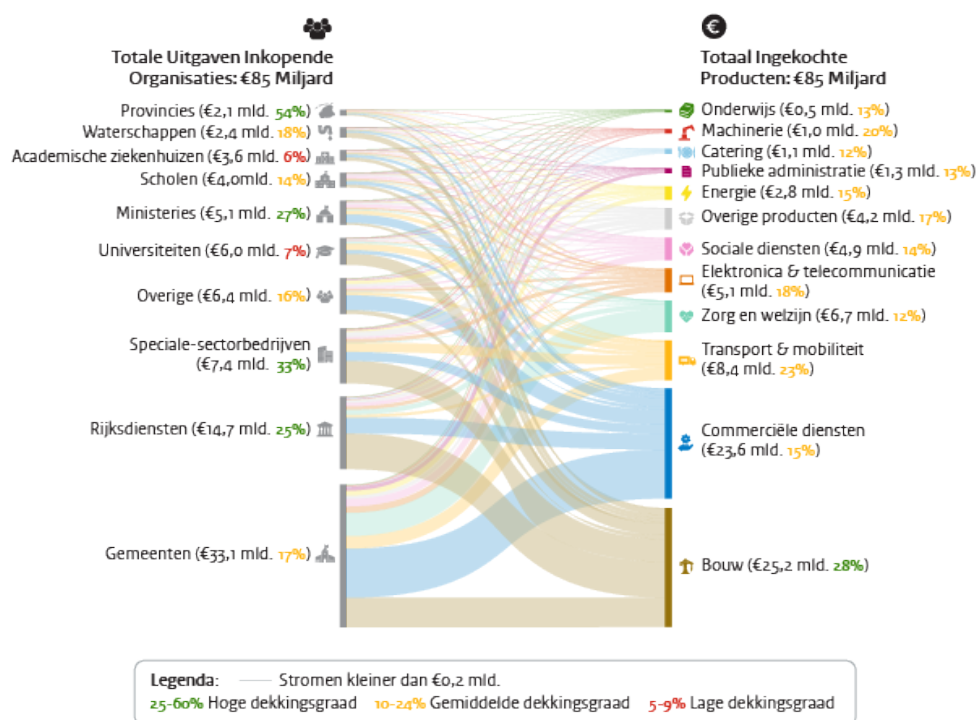 Totale Uitgaven Inkopende
Organisaties: €85 Miljard
Provincies (€2,1 mld. 54%)
Waterschappen (€2,4 mld. 18%)
Academische ziekenhuizen (€3,6 mld. 6%)
Scholen (€4,0mld. 14%)
Ministeries (€5,1 mld. 27%)
Universiteiten (€6,0 mld. 7%)
Overige (€6,4 mld. 16%)
Speciale-sectorbedrijven
(€7,4 mld. 33%)
Rijksdiensten (€14,7 mld. 25%)
Gemeenten (€33,1 mld. 17%)
€
Totaal Ingekochte
Producten: €85 Miljard
Onderwijs (€0,5 mld. 13%)
Machinerie (€1,0 mld. 20%)
Catering (€1,1 mld. 12%)
Publieke administratie (€1,3 mld. 13%)
Energie (€2,8 mld. 15%)
Overige producten (€4,2 mld. 17%)
Sociale diensten (€4,9 mld. 14%)
Elektronica & telecommunicatie
(€5,1 mld. 18%)
Zorg en welzijn (€6,7 mld. 12%)
Transport & mobiliteit
(€8,4 mld. 23%)
Commerciële diensten
(€23,6 mld. 15%)
Bouw (€25,2 mld. 28%)
Legenda: Stromen kleiner dan €0,2 mld.
25-60% Hoge dekkingsgraad 10-24% Gemiddelde dekkingsgraad 5-9% Lage dekkingsgraad